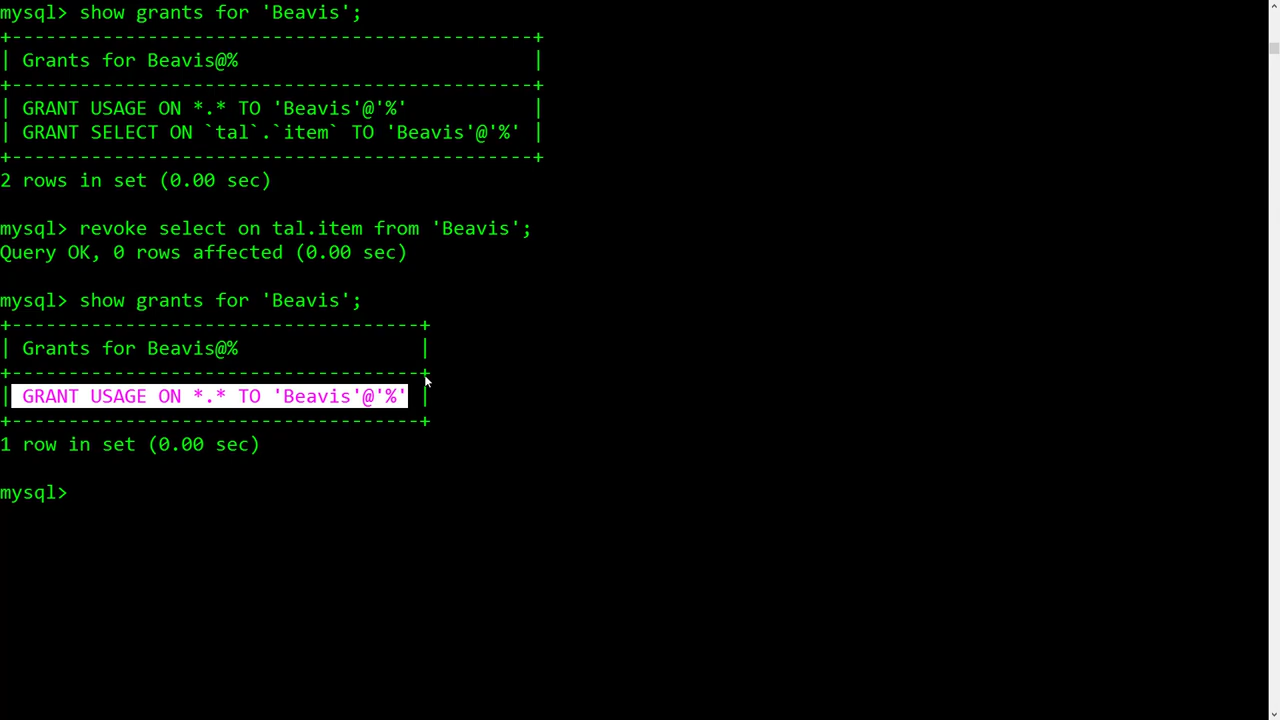 mysql> show grants for 'Beavis';
+----------------------------------------------+
| Grants for Beavis@%                          |
+----------------------------------------------+
| GRANT USAGE ON *.* TO 'Beavis'@'%'           |
| GRANT SELECT ON `tal`.`item` TO 'Beavis'@'%' |
+----------------------------------------------+
2 rows in set (0.00 sec)
mysql> revoke select on tal.item from 'Beavis';
Query OK, 0 rows affected (0.00 sec)
mysql> show grants for 'Beavis';
+------------------------------------+
| Grants for Beavis@%                |
+------------------------------------+
| GRANT USAGE ON *.* TO 'Beavis'@'%' |
+------------------------------------+
1 row in set (0.00 sec)
mysql>